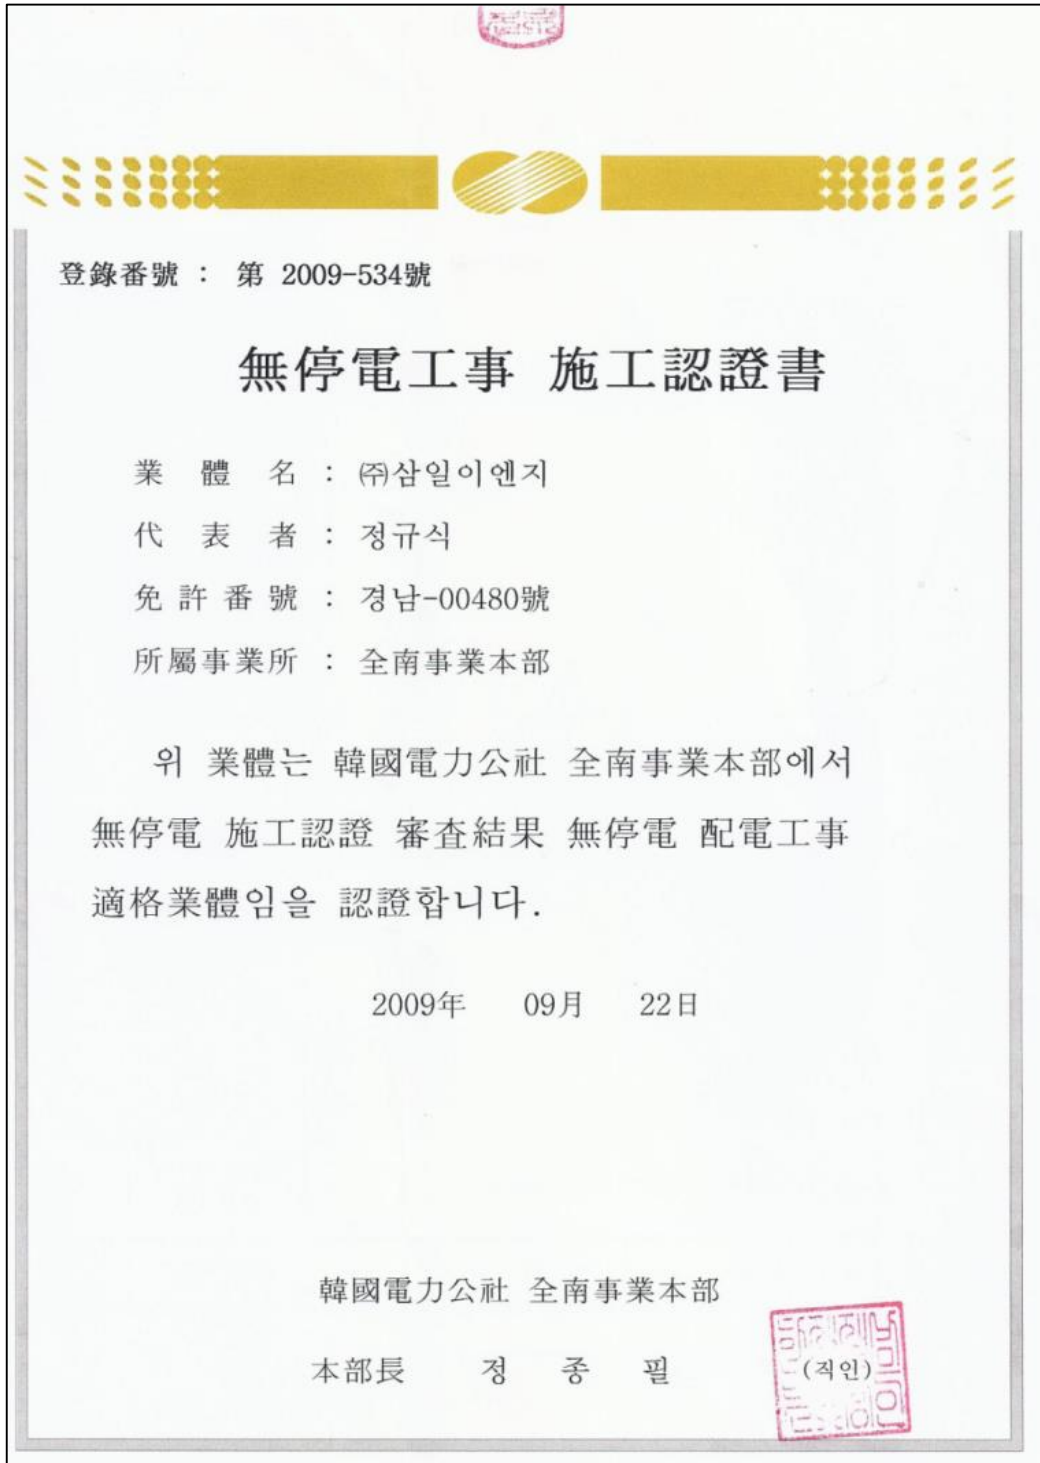 登錄番號 : 第 2009-534號
無停電工事 施工認證書
業體名 : ㈜삼일이엔지
代表者 : 정규식
免許番號 : 경남-00480號
所屬事業所 : 全南事業本部
위 業體는 韓國電力公社 全南事業本部에서
無停電 施工認證 審査結果 無停電 配電工事
適格業體임을 認證합니다.
2009年 09月 22日
韓國電力公社 全南事業本部
本部長 정 종 필 (직인)